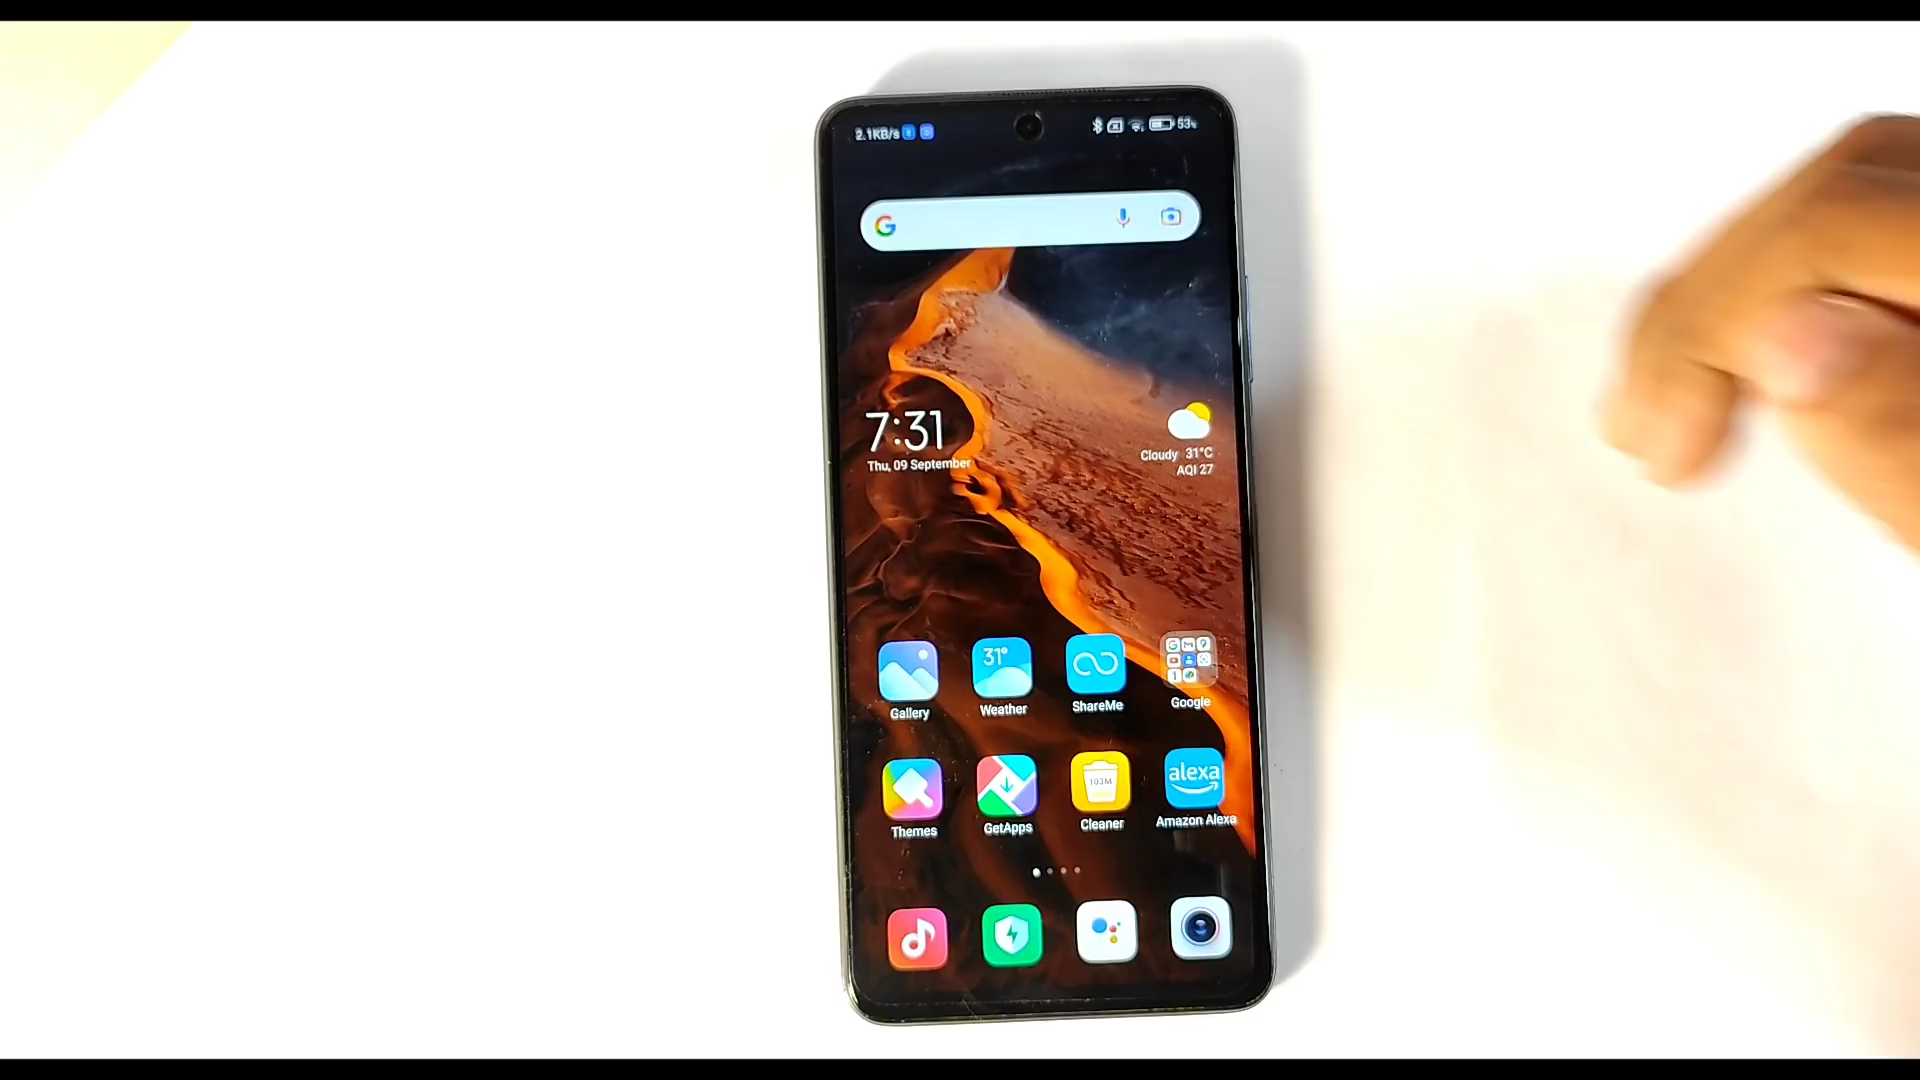 2.1KB/s 53%
7:31
Thu, 09 September
Cloudy 31°C
AQI 27
31°
Gallery Weather ShareMe Google
103M alexa
Themes GetApps Cleaner Amazon Alexa